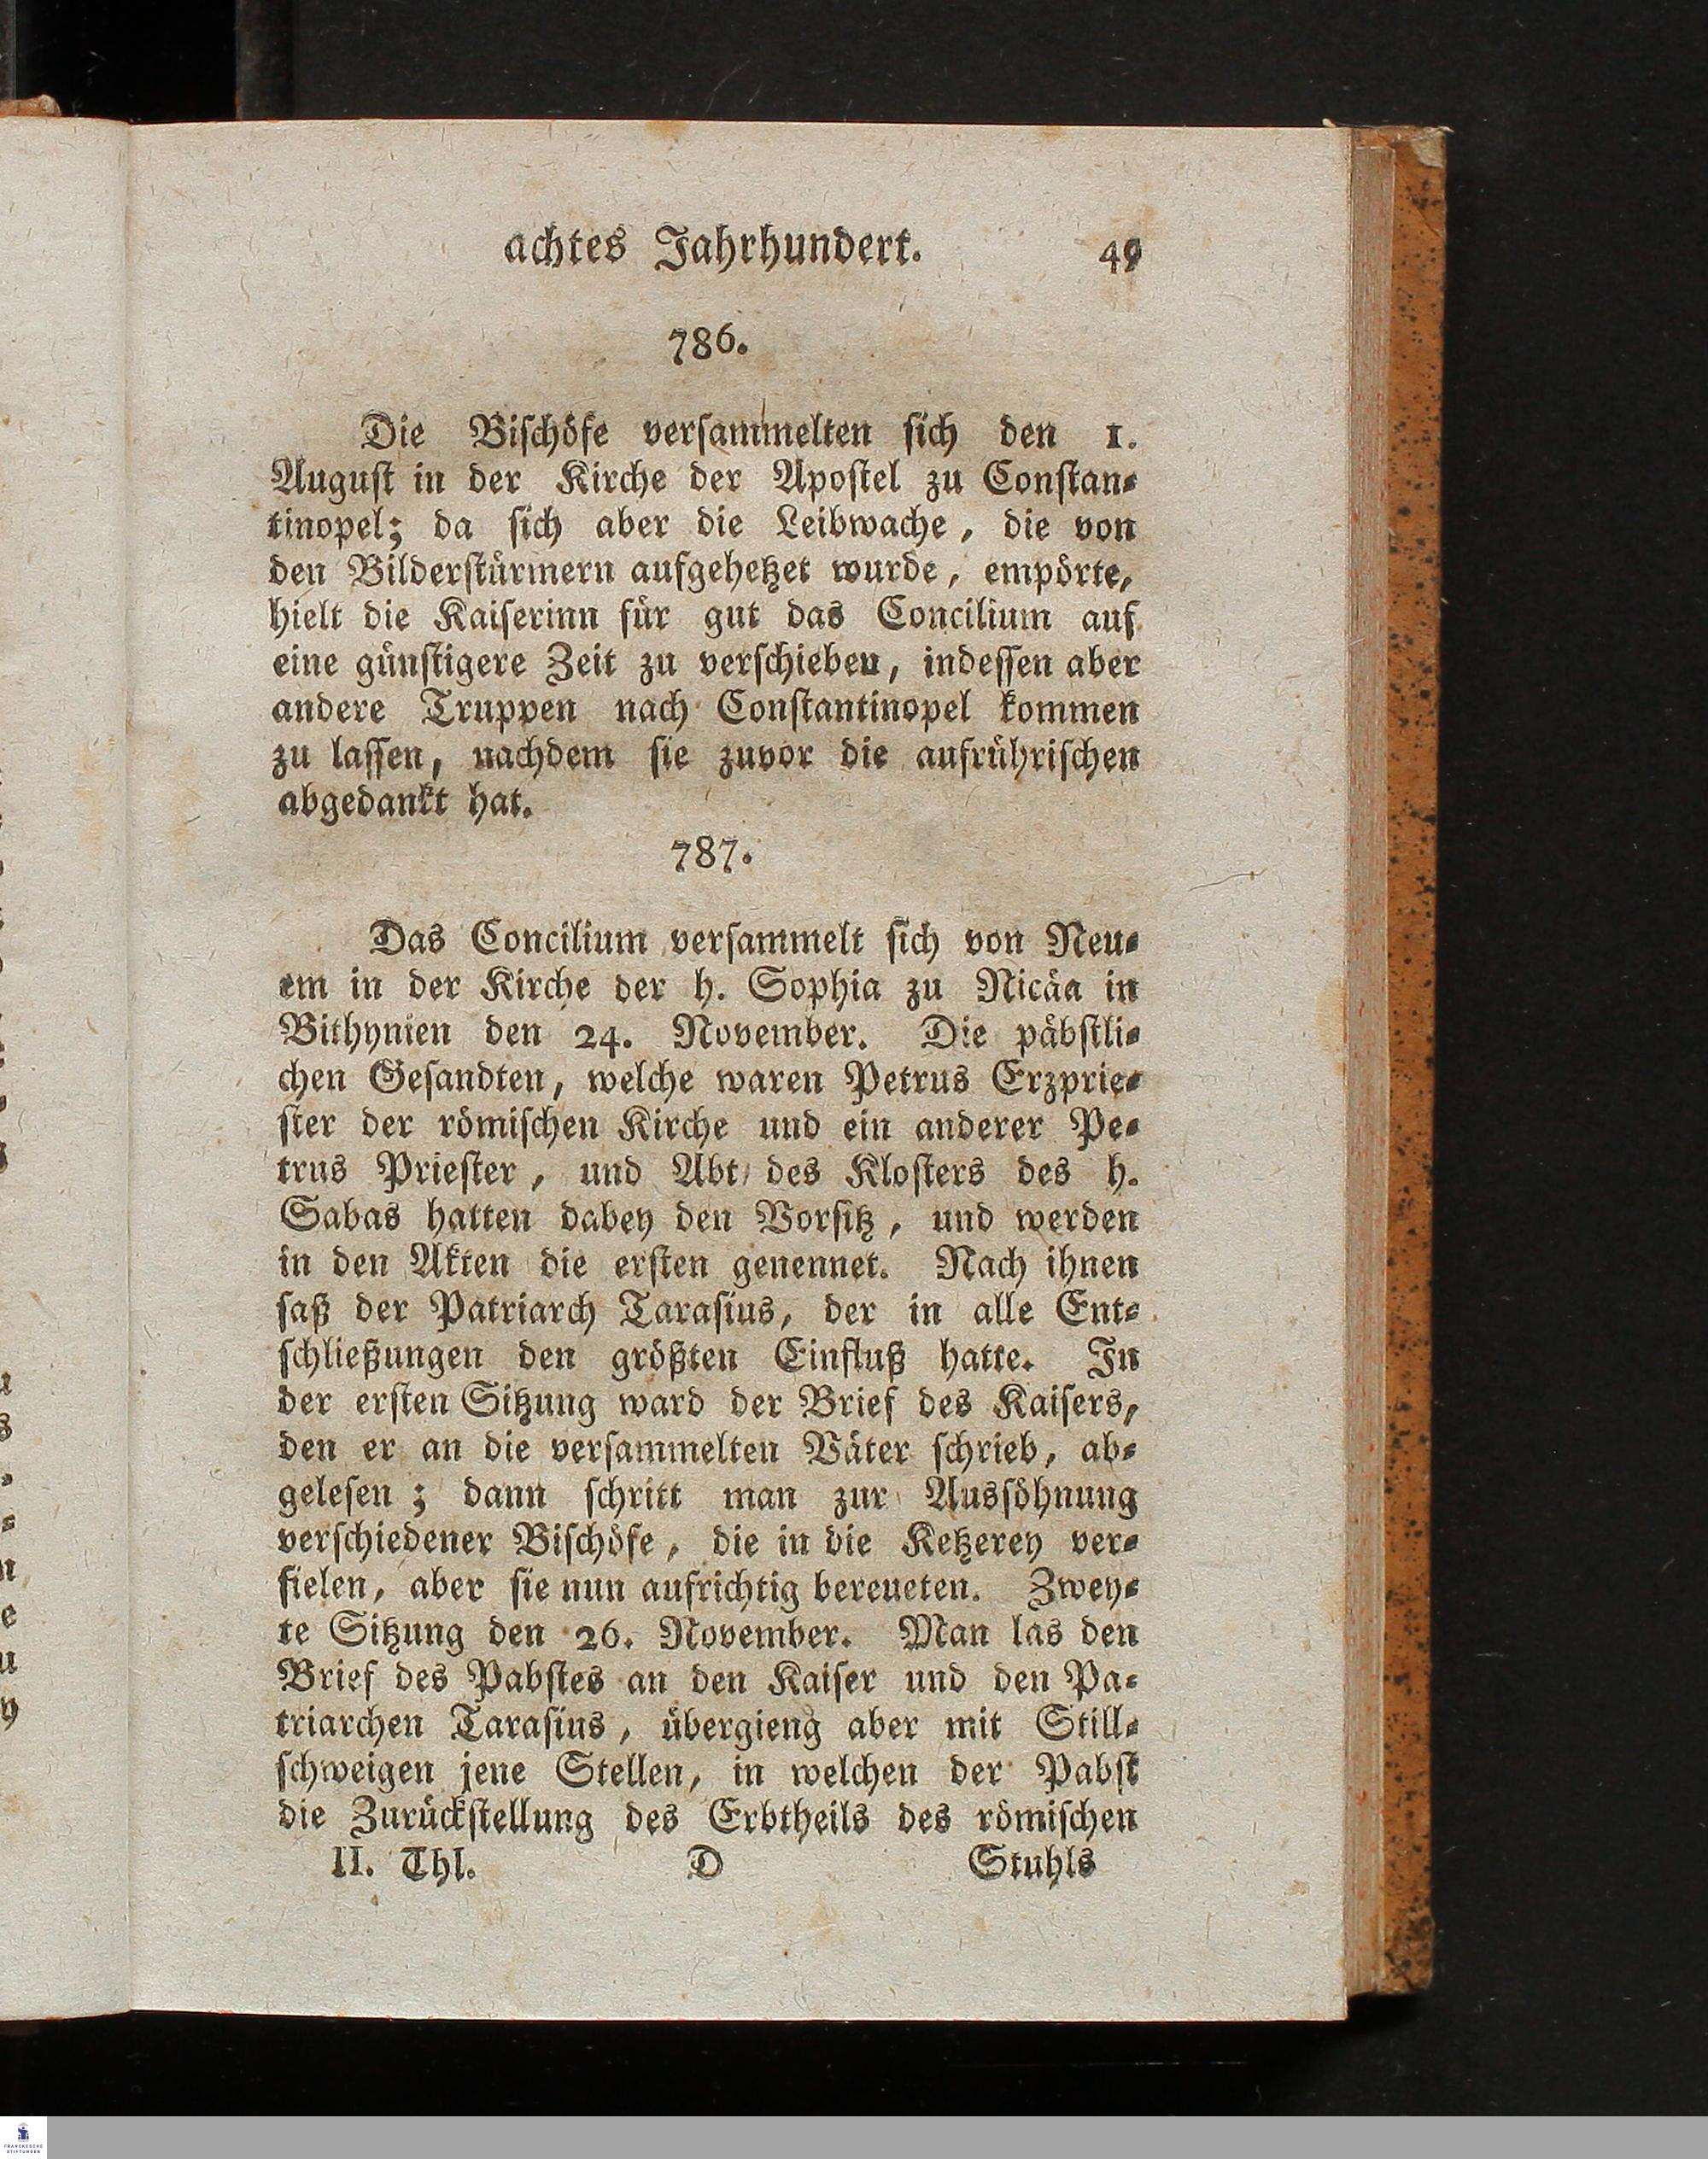 achtes Jahrhundert. 49
786.
Die Bischöfe versammelten sich den 1.
August in der Kirche der Apostel zu Constan⸗
tinopel; da sich aber die Leibwache, die von
den Bilderstürmern aufgehetzet wurde, empörte,
hielt die Kaiserinn für gut das Concilium auf
eine günstigere Zeit zu verschieben, indessen aber
andere Truppen nach Constantinopel kommen
zu lassen, nachdem sie zuvor die aufrührischen
abgedankt hat.
787.
Das Concilium versammelt sich von Neu⸗
em in der Kirche der h. Sophia zu Nicäa in
Bithynien den 24. November. Die päbstli⸗
chen Gesandten, welche waren Petrus Erzprie⸗
ster der römischen Kirche und ein anderer Pe⸗
trus Priester, und Abt des Klosters des h.
Sabas hatten dabey den Vorsitz, und werden
in den Akten die ersten genennet. Nach ihnen
saß der Patriarch Tarasius, der in alle Ent⸗
schließungen den größten Einfluß hatte. In
der ersten Sitzung ward der Brief des Kaisers,
den er an die versammelten Väter schrieb, ab⸗
gelesen; dann schritt man zur Aussöhnung
verschiedener Bischöfe, die in die Ketzerey ver⸗
fielen, aber sie nun aufrichtig bereueten. Zwey⸗
te Sitzung den 26. November. Man las den
Brief des Pabstes an den Kaiser und den Pa⸗
triarchen Tarasius, übergieng aber mit Still⸗
schweigen jene Stellen, in welchen der Pabst
die Zurückstellung des Erbtheils des römischen
II. Thl. D Stuhls
FRANCKESCHE
STIFTUNGEN